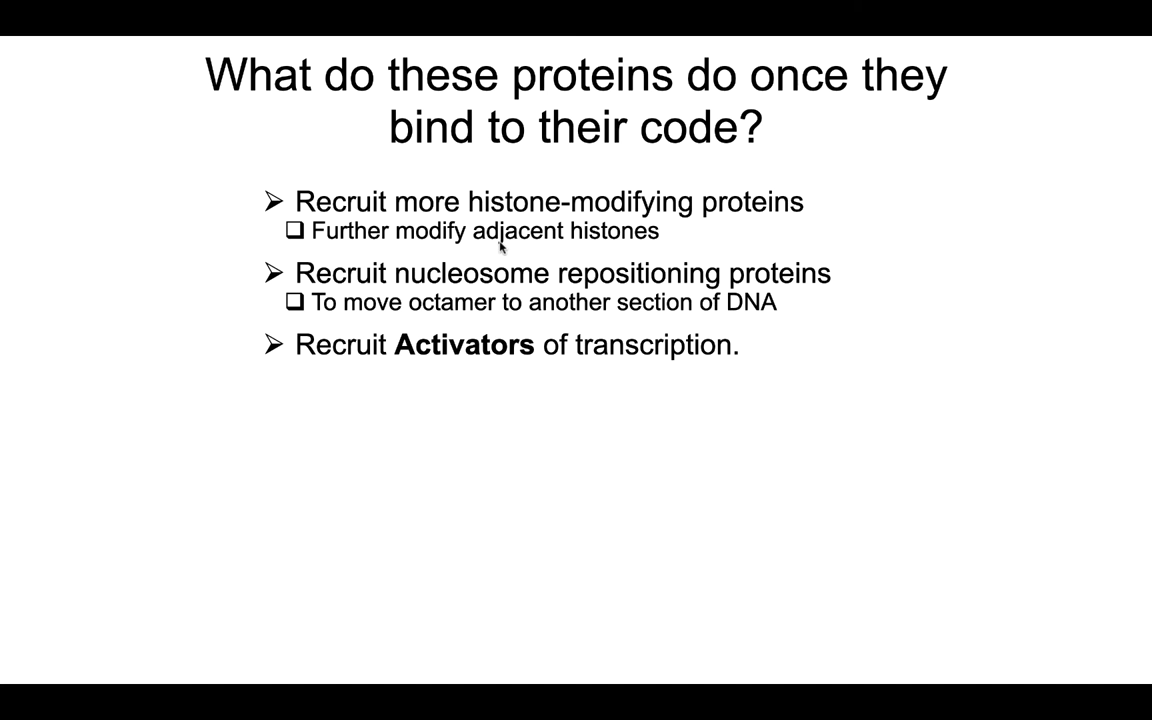 What do these proteins do once they
bind to their code?
➢ Recruit more histone-modifying proteins
❑ Further modify adjacent histones
➢ Recruit nucleosome repositioning proteins
❑ To move octamer to another section of DNA
➢ Recruit Activators of transcription.